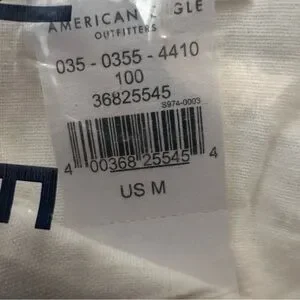 AMERICAN EAGLE
OUTFITTERS
035 - 0355 - 4410
100
36825545
S974-0003
4 00368 25545 4
US M
E